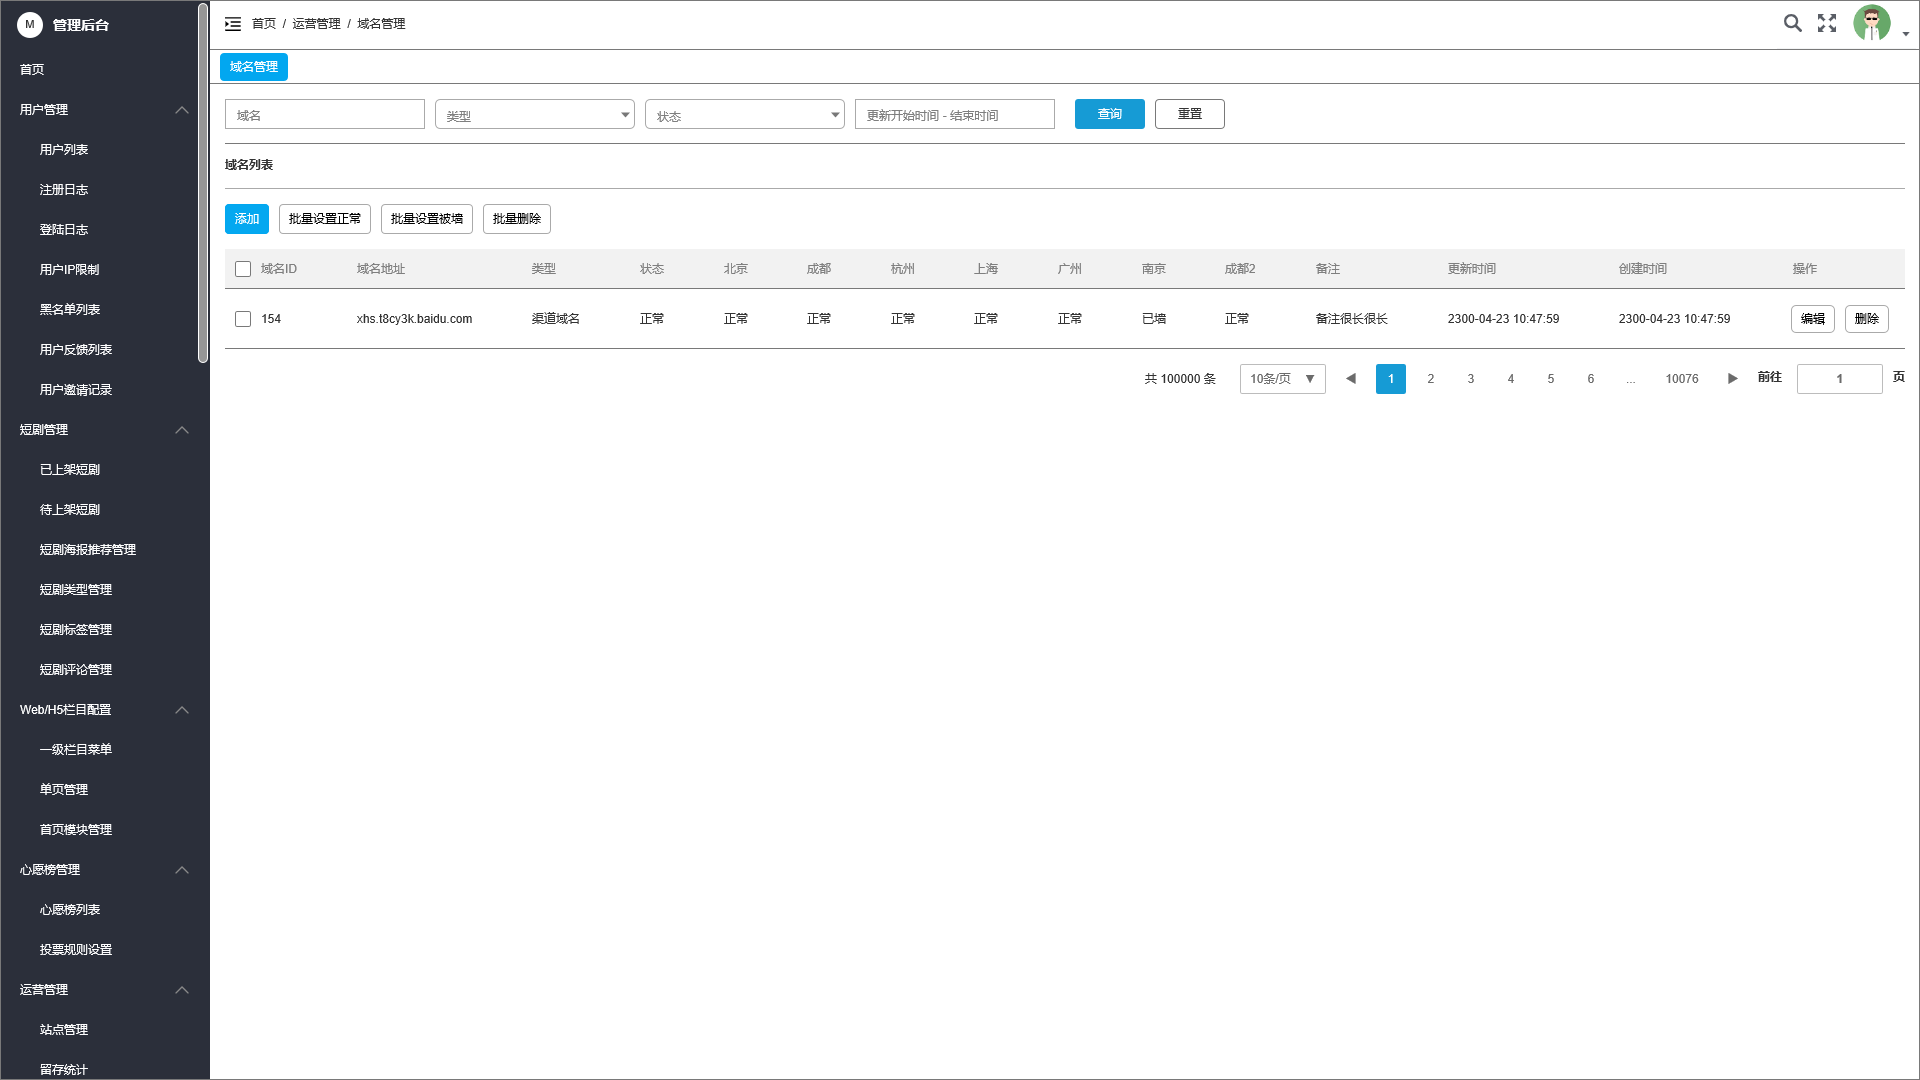 M 管理后台
首页
用户管理
用户列表
注册日志
登陆日志
用户IP限制
黑名单列表
用户反馈列表
用户邀请记录
短剧管理
已上架短剧
待上架短剧
短剧海报推荐管理
短剧类型管理
短剧标签管理
短剧评论管理
Web/H5栏目配置
一级栏目菜单
单页管理
首页模块管理
心愿榜管理
心愿榜列表
投票规则设置
运营管理
站点管理
留存统计
首页 / 运营管理 / 域名管理
域名管理
域名 类型 状态 更新开始时间 - 结束时间 查询 重置
域名列表
添加 批量设置正常 批量设置被墙 批量删除
域名ID 域名地址 类型 状态 北京 成都 杭州 上海 广州 南京 成都2 备注 更新时间 创建时间 操作
154 xhs.t8cy3k.baidu.com 渠道域名 正常 正常 正常 正常 正常 正常 已墙 正常 备注很长很长 2300-04-23 10:47:59 2300-04-23 10:47:59 编辑 删除
共 100000 条 10条/页 1 2 3 4 5 6 ... 10076 前往 1 页